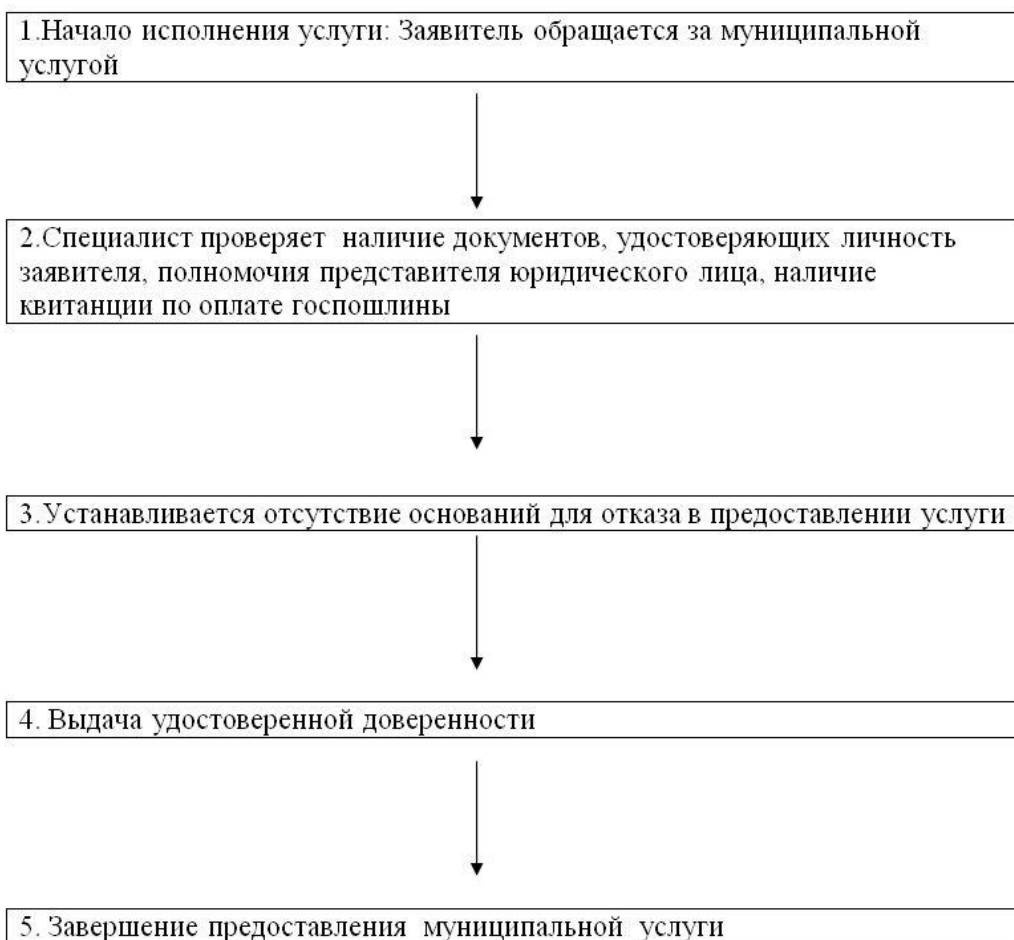 1.Начало исполнения услуги: Заявитель обращается за муниципальной
услугой
2.Специалист проверяет наличие документов, удостоверяющих личность
заявителя, полномочия представителя юридического лица, наличие
квитанции по оплате госпошлины
3.Устанавливается отсутствие оснований для отказа в предоставлении услуги
4. Выдача удостоверенной доверенности
5. Завершение предоставления муниципальной услуги